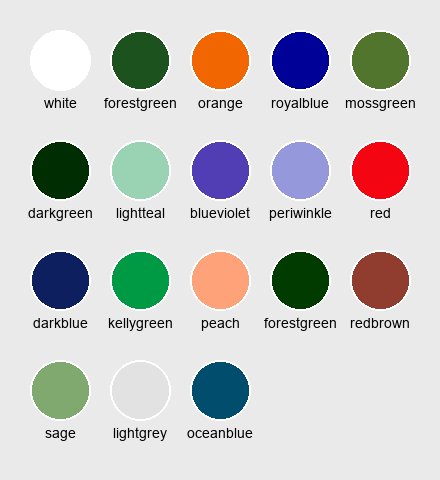 white forestgreen orange royalblue mossgreen
darkgreen lightteal blueviolet periwinkle red
darkblue kellygreen peach forestgreen redbrown
sage lightgrey oceanblue